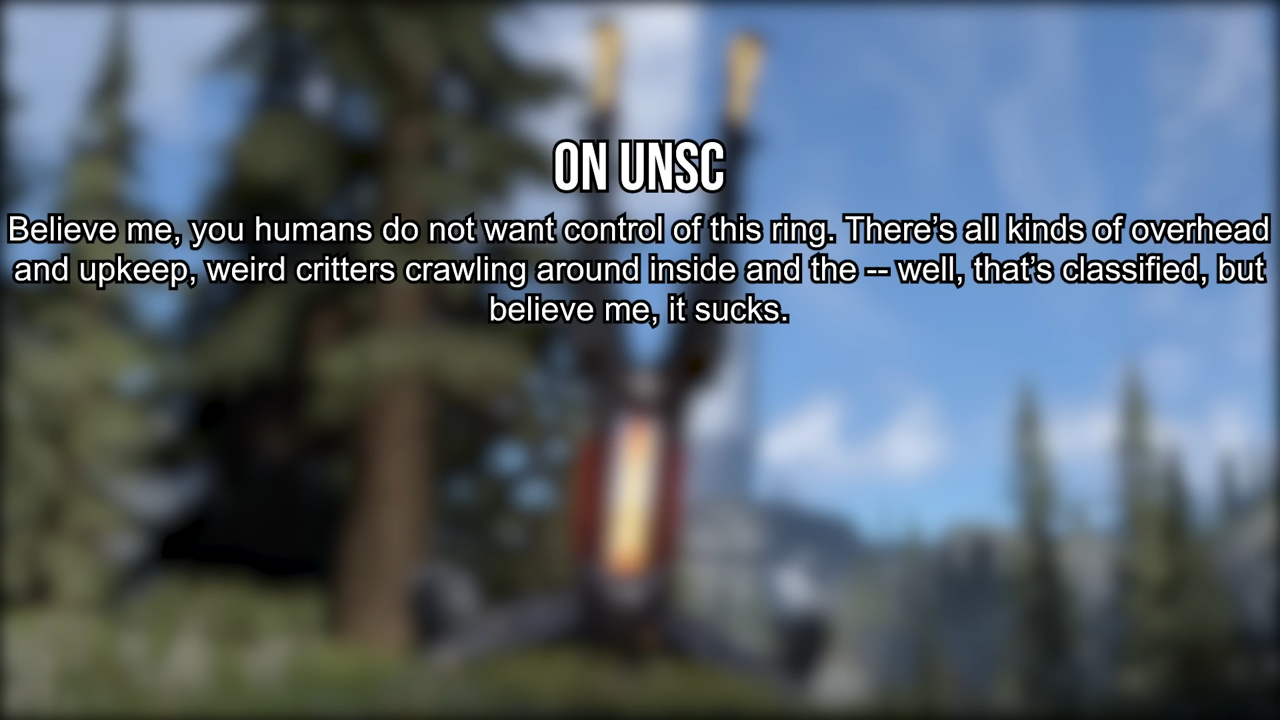 ON UNSC
Believe me, you humans do not want control of this ring. There’s all kinds of overhead
and upkeep, weird critters crawling around inside and the -- well, that’s classified, but
believe me, it sucks.